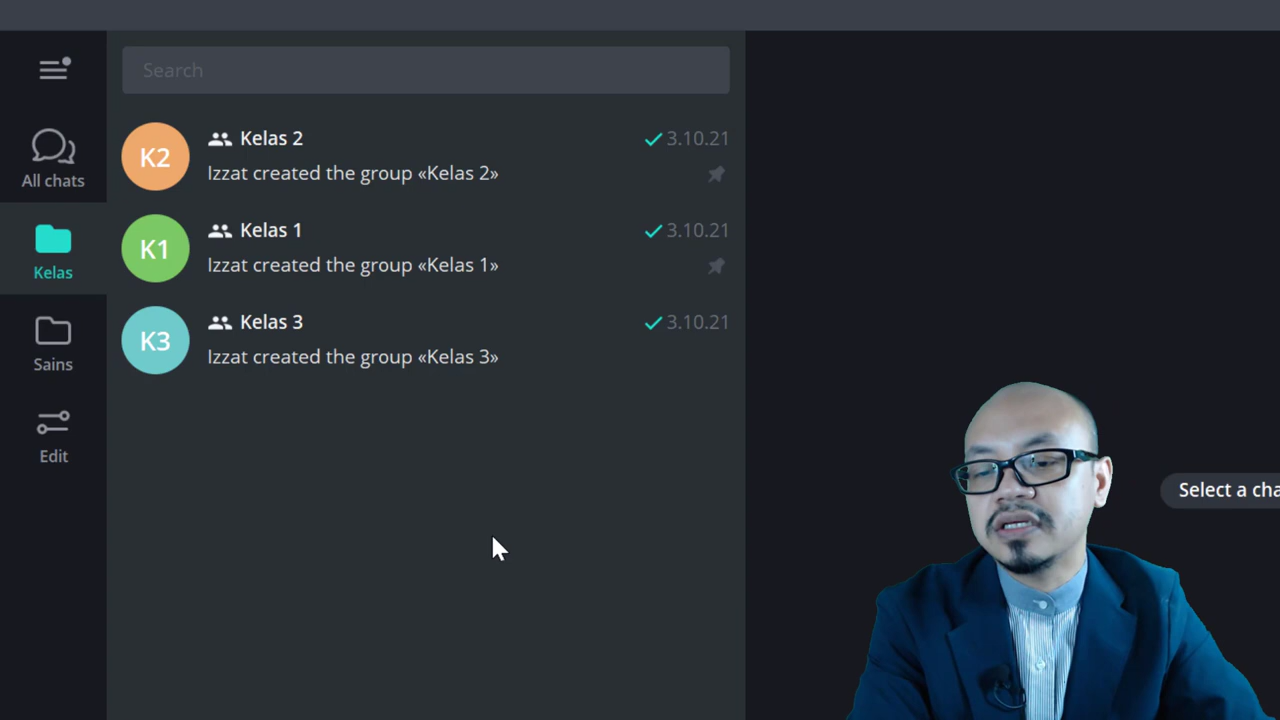 Search
All chats
Kelas
Sains
Edit
K2
Kelas 2
3.10.21
Izzat created the group «Kelas 2»
K1
Kelas 1
3.10.21
Izzat created the group «Kelas 1»
K3
Kelas 3
3.10.21
Izzat created the group «Kelas 3»
Select a cha